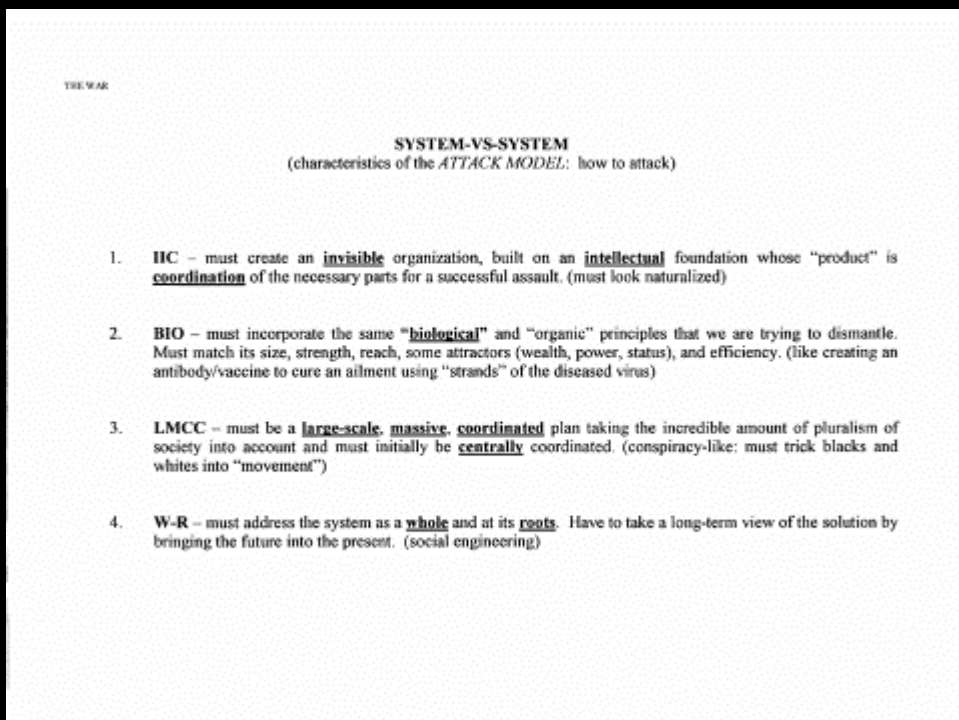 THE WAR
SYSTEM-VS-SYSTEM
(characteristics of the ATTACK MODEL: how to attack)
1. IIC – must create an invisible organization, built on an intellectual foundation whose “product” is
coordination of the necessary parts for a successful assault. (must look naturalized)
2. BIO – must incorporate the same “biological” and “organic” principles that we are trying to dismantle.
Must match its size, strength, reach, some attractors (wealth, power, status), and efficiency. (like creating an
antibody/vaccine to cure an ailment using “strands” of the diseased virus)
3. LMCC – must be a large-scale, massive, coordinated plan taking the incredible amount of pluralism of
society into account and must initially be centrally coordinated. (conspiracy-like: must trick blacks and
whites into “movement”)
4. W-R – must address the system as a whole and at its roots. Have to take a long-term view of the solution by
bringing the future into the present. (social engineering)